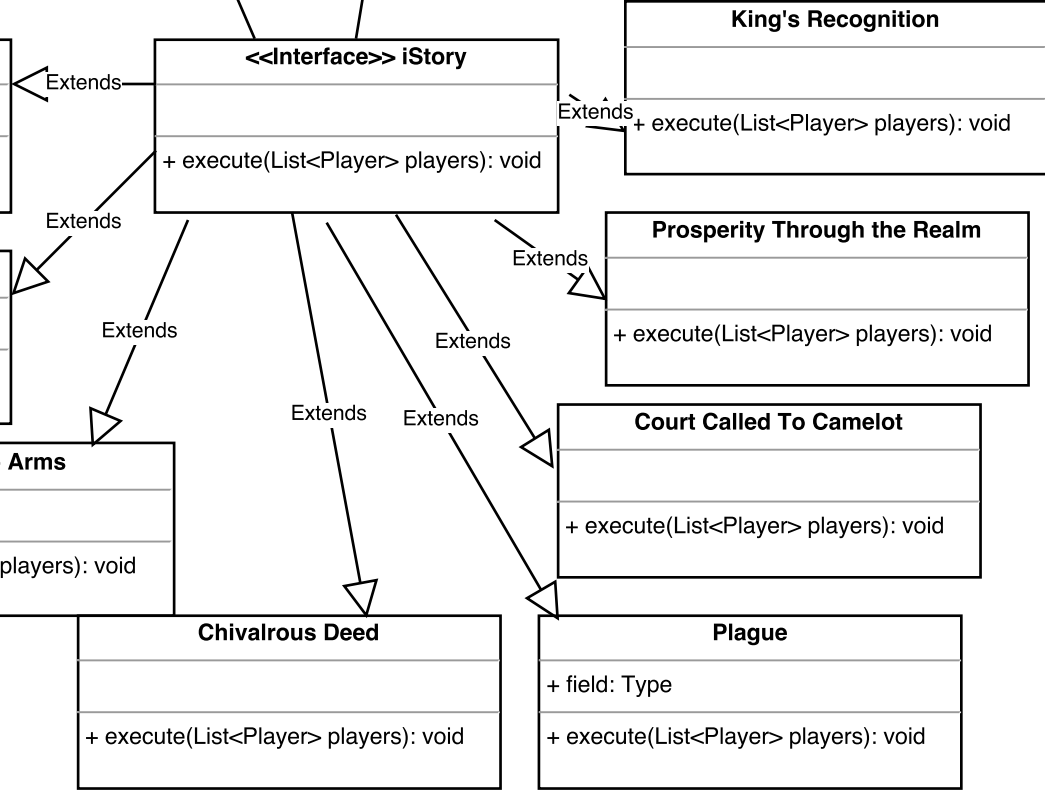 King's Recognition
<<Interface>> iStory
Extends
Extends
+ execute(List<Player> players): void
+ execute(List<Player> players): void
Extends
Prosperity Through the Realm
Extends
Extends
+ execute(List<Player> players): void
Extends
Extends
Extends
Court Called To Camelot
Arms
+ execute(List<Player> players): void
players): void
Chivalrous Deed
Plague
+ field: Type
+ execute(List<Player> players): void
+ execute(List<Player> players): void